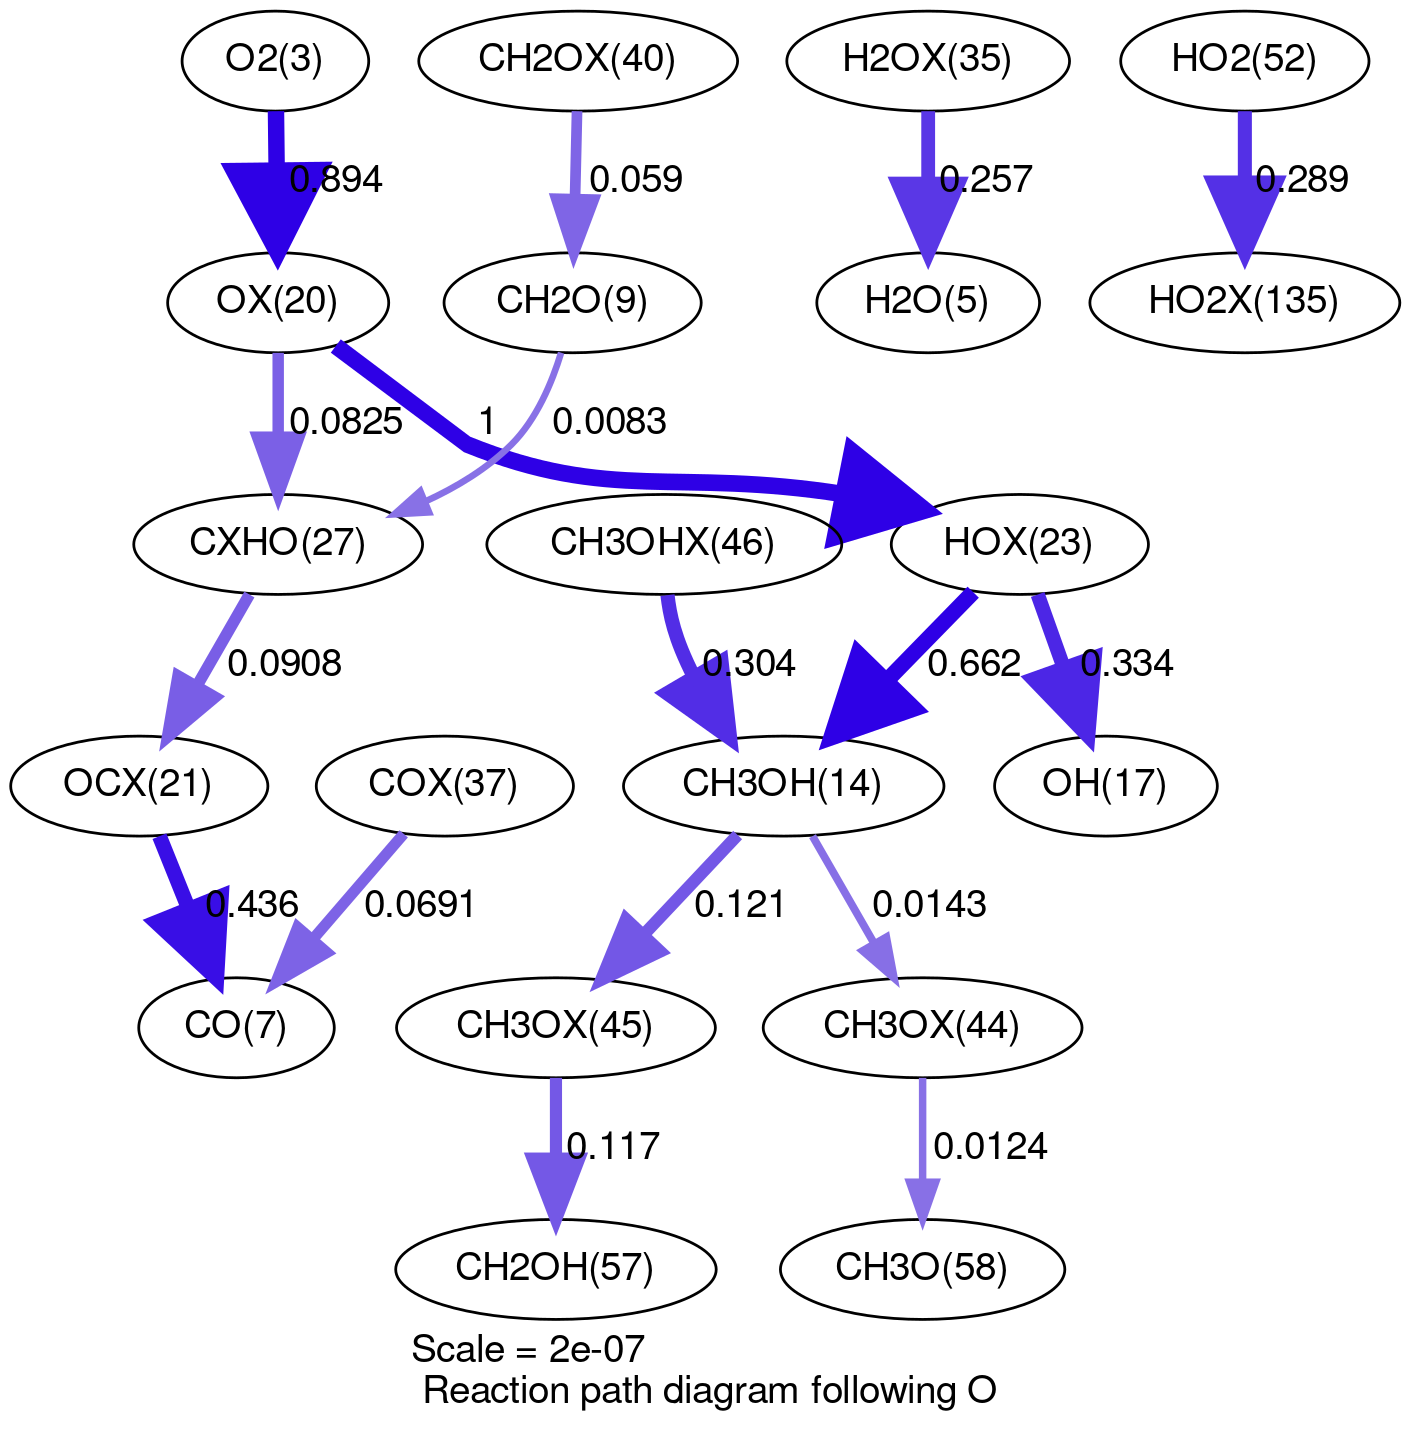 O2(3)
CH2OX(40)
H2OX(35)
HO2(52)
0.894
0.059
0.257
0.289
OX(20)
CH2O(9)
H2O(5)
HO2X(135)
0.0825
1
0.0083
CXHO(27)
CH3OHX(46)
HOX(23)
0.0908
0.304
0.662
0.334
OCX(21)
COX(37)
CH3OH(14)
OH(17)
0.436
0.0691
0.121
0.0143
CO(7)
CH3OX(45)
CH3OX(44)
0.117
0.0124
CH2OH(57)
CH3O(58)
Scale = 2e-07
Reaction path diagram following O